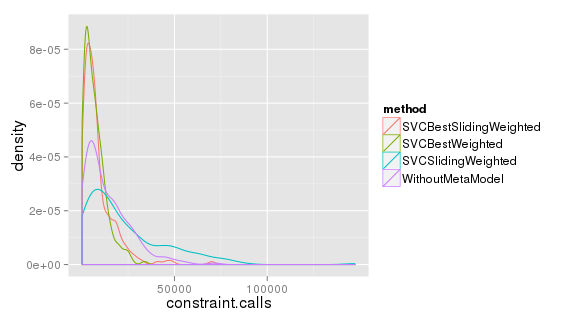 8e-05
6e-05
4e-05
2e-05
0e+00
density
50000
100000
constraint.calls
method
SVCBestSlidingWeighted
SVCBestWeighted
SVCSlidingWeighted
WithoutMetaModel